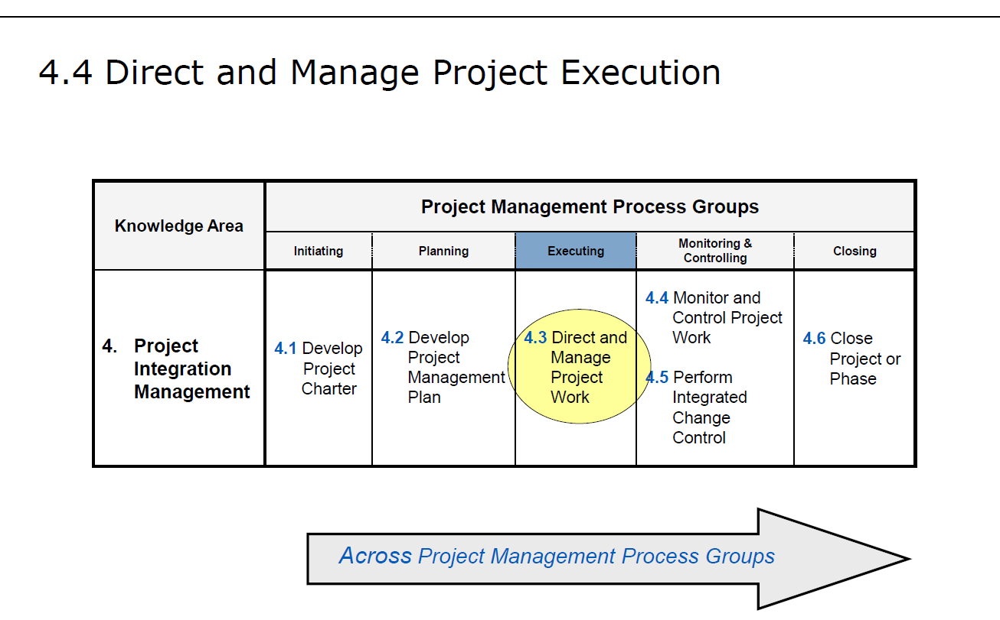 4.4 Direct and Manage Project Execution
Knowledge Area
Project Management Process Groups
Initiating
Planning
Executing
Monitoring &
Controlling
Closing
4. Project
Integration
Management
4.1 Develop
Project
Charter
4.2 Develop
Project
Management
Plan
4.3 Direct and
Manage
Project
Work
4.4 Monitor and
Control Project
Work
4.5 Perform
Integrated
Change
Control
4.6 Close
Project or
Phase
Across Project Management Process Groups